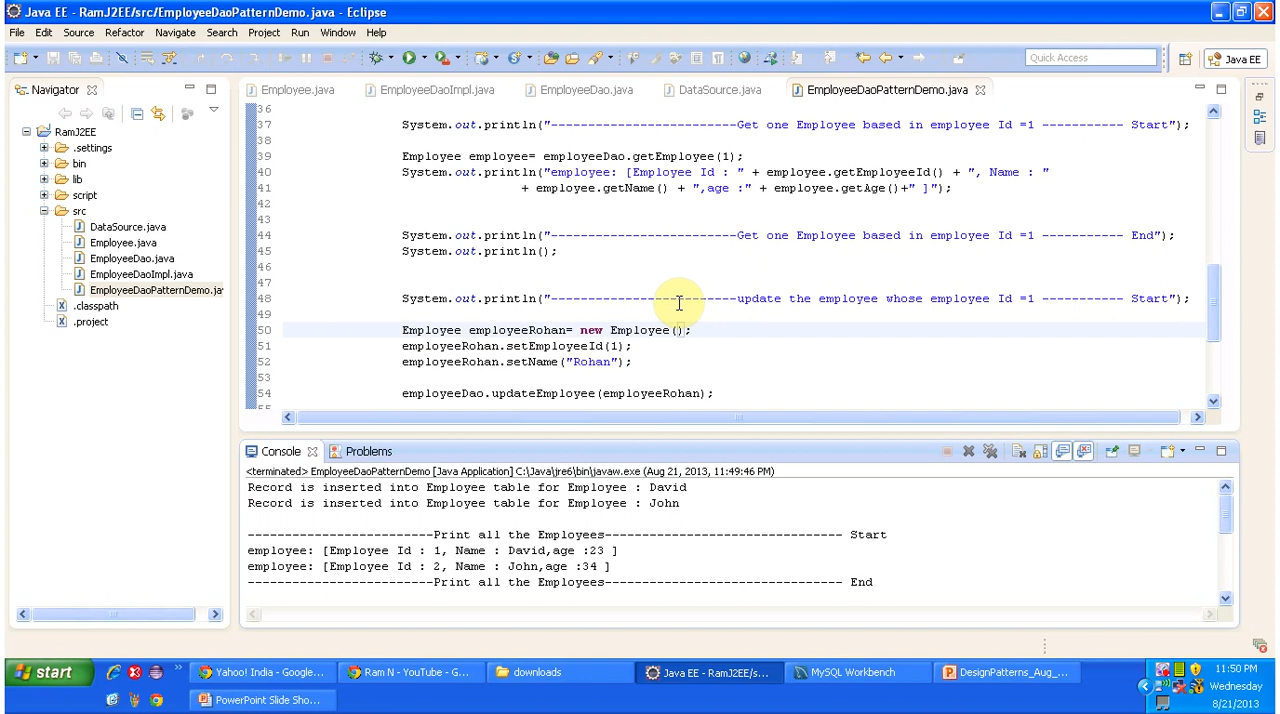 Java EE - RamJ2EE/src/EmployeeDaoPatternDemo.java - Eclipse
File Edit Source Refactor Navigate Search Project Run Window Help
Quick Access
Java EE
Navigator
RamJ2EE
.settings
bin
lib
script
src
DataSource.java
Employee.java
EmployeeDao.java
EmployeeDaoImpl.java
EmployeeDaoPatternDemo.jav
.classpath
.project
Employee.java EmployeeDaoImpl.java EmployeeDao.java DataSource.java EmployeeDaoPatternDemo.java
36
37 System.out.println("-------------------------Get one Employee based in employee Id =1 ----------- Start");
38
39 Employee employee= employeeDao.getEmployee(1);
40 System.out.println("employee: [Employee Id : " + employee.getEmployeeId() + ", Name : "
41 + employee.getName() + ",age :" + employee.getAge()+" ]");
42
43
44 System.out.println("-------------------------Get one Employee based in employee Id =1 ----------- End");
45 System.out.println();
46
47
48 System.out.println("-------------------------update the employee whose employee Id =1 ----------- Start");
49
50 Employee employeeRohan= new Employee();
51 employeeRohan.setEmployeeId(1);
52 employeeRohan.setName("Rohan");
53
54 employeeDao.updateEmployee(employeeRohan);
55
Console Problems
<terminated> EmployeeDaoPatternDemo [Java Application] C:\Java\jre6\bin\javaw.exe (Aug 21, 2013, 11:49:46 PM)
Record is inserted into Employee table for Employee : David
Record is inserted into Employee table for Employee : John
-------------------------Print all the Employees-------------------------------- Start
employee: [Employee Id : 1, Name : David,age :23 ]
employee: [Employee Id : 2, Name : John,age :34 ]
-------------------------Print all the Employees-------------------------------- End
start
Yahoo! India - Google...
Ram N - YouTube - G...
downloads
Java EE - RamJ2EE/s...
MySQL Workbench
DesignPatterns_Aug_...
PowerPoint Slide Sho...
11:50 PM
Wednesday
8/21/2013